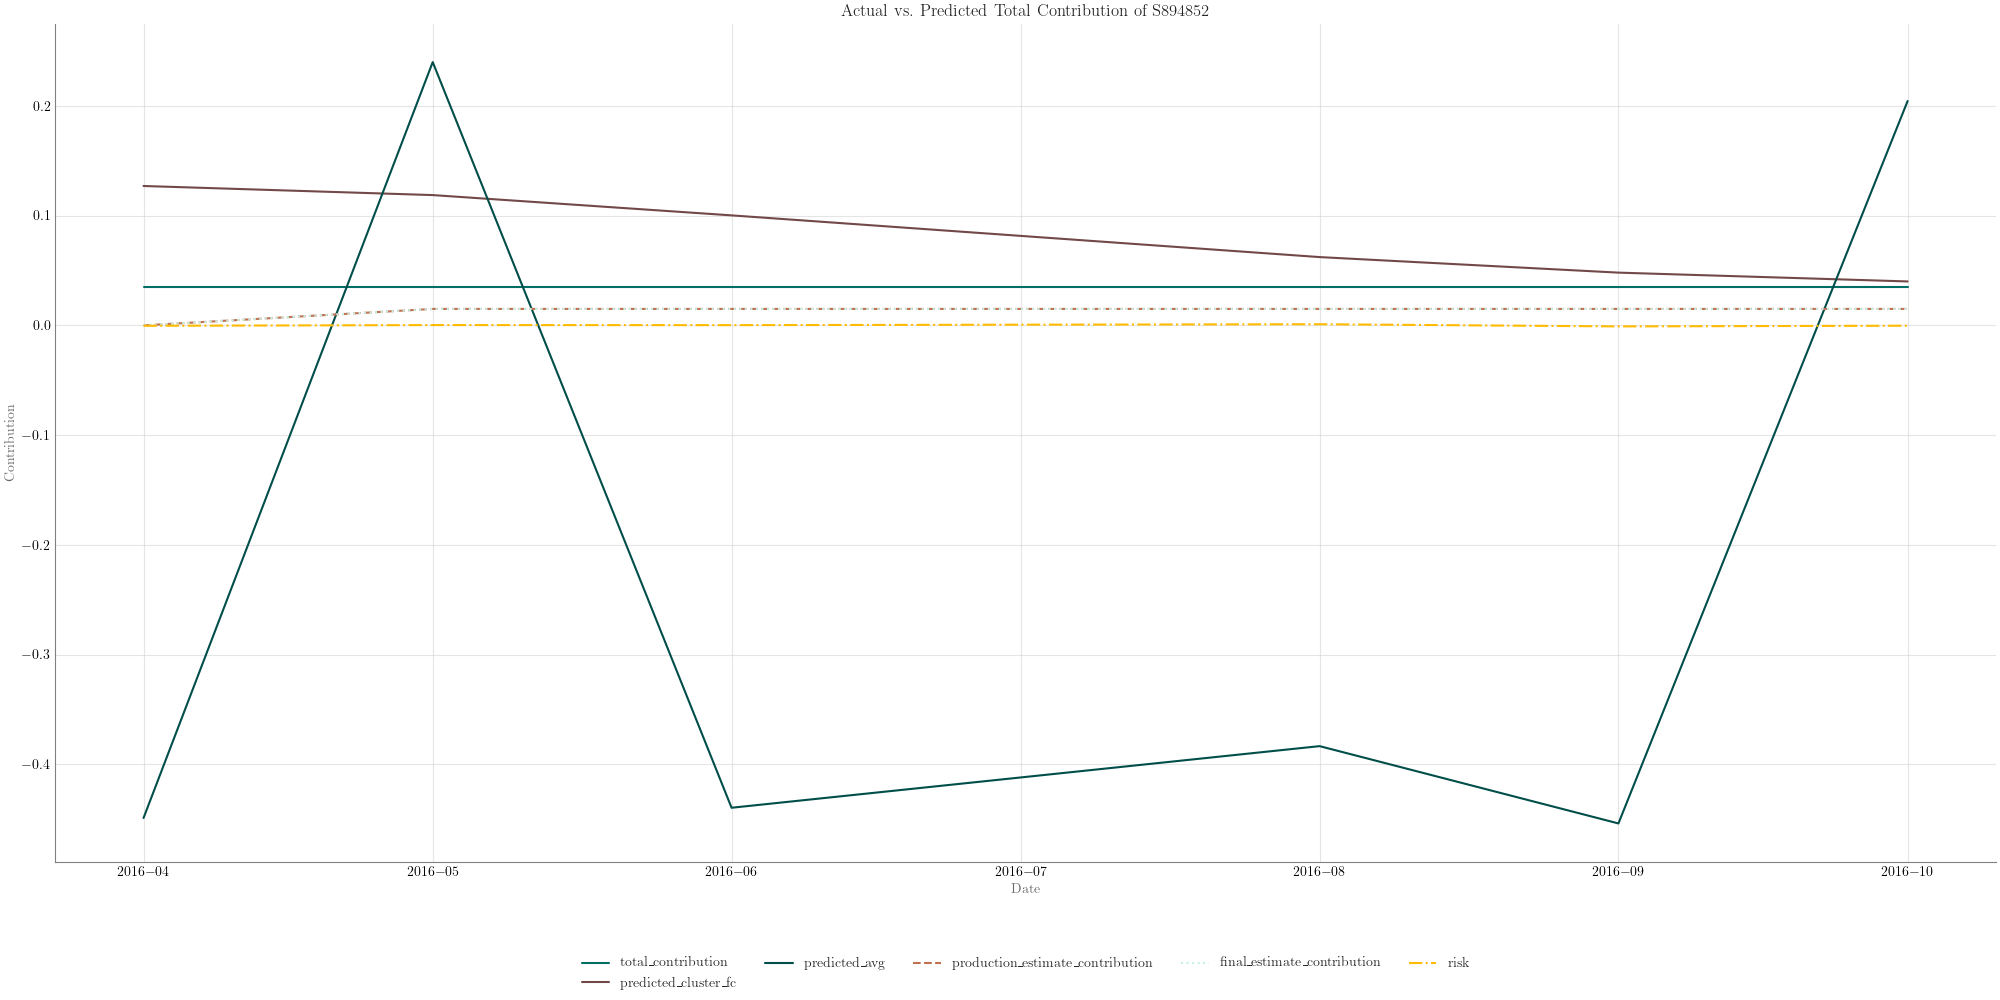 Actual vs. Predicted Total Contribution of S894852
Contribution
0.2
0.1
0.0
−0.1
−0.2
−0.3
−0.4
2016−04 2016−05 2016−06 2016−07 2016−08 2016−09 2016−10
Date
total_contribution predicted_avg production_estimate_contribution final_estimate_contribution risk
predicted_cluster_fc